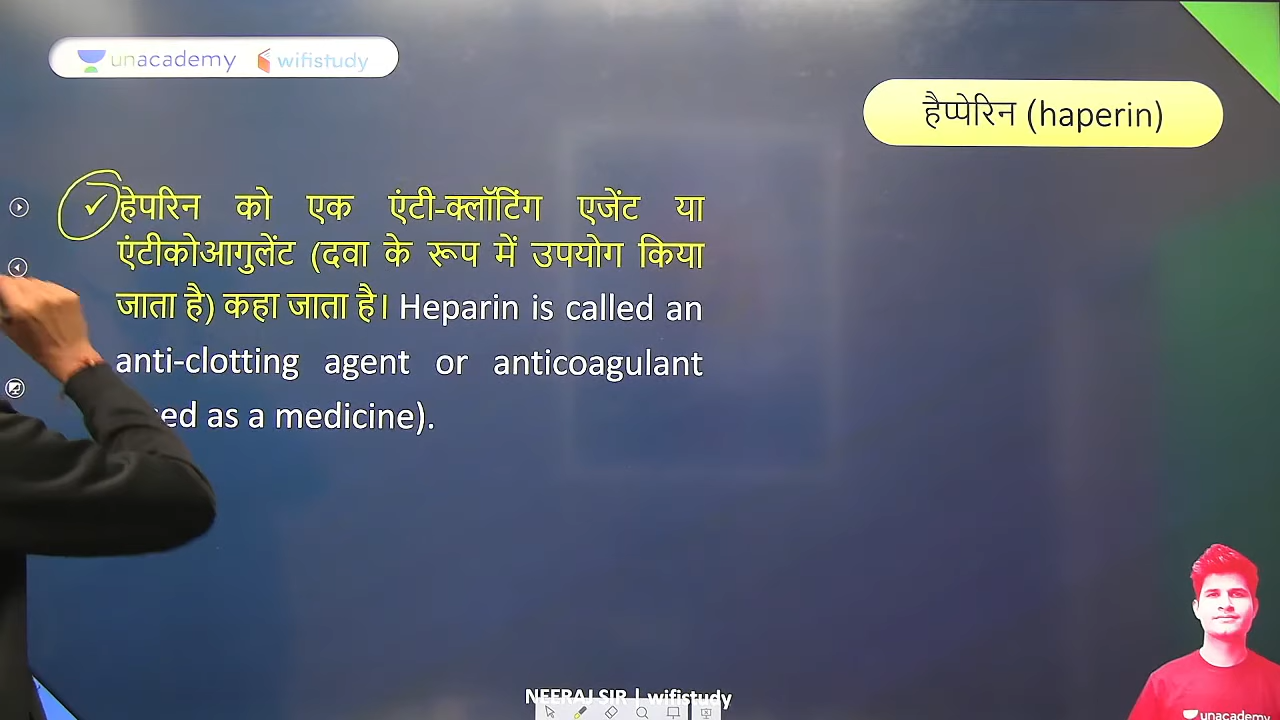 unacademy wifistudy
हैप्पेरिन (haperin)
हेपरिन को एक एंटी-क्लॉटिंग एजेंट या
एंटीकोआगुलेंट (दवा के रूप में उपयोग किया
जाता है) कहा जाता है। Heparin is called an
anti-clotting agent or anticoagulant
as a medicine).
NEERAJ SIR | wifistudy
unacademy